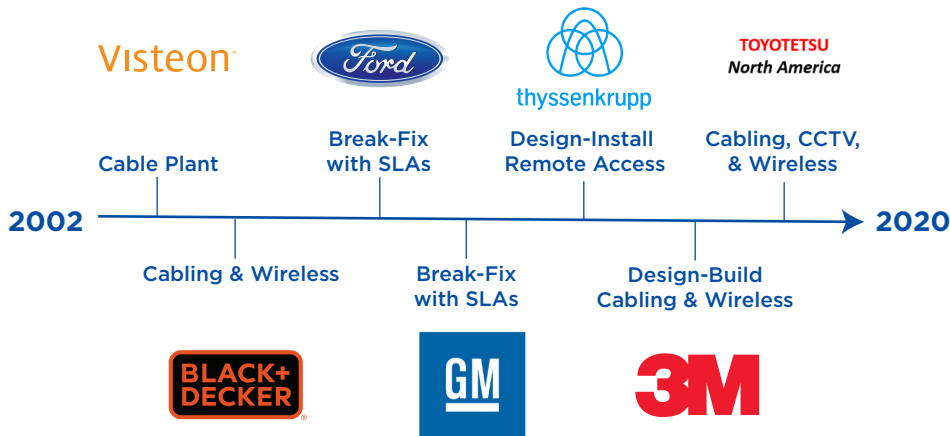 Visteon®
Ford
thyssenkrupp
TOYOTETSU
North America
Cable Plant
Break-Fix
with SLAs
Design-Install
Remote Access
Cabling, CCTV,
& Wireless
2002
2020
Cabling & Wireless
Break-Fix
with SLAs
Design-Build
Cabling & Wireless
BLACK+
DECKER®
GM
3M